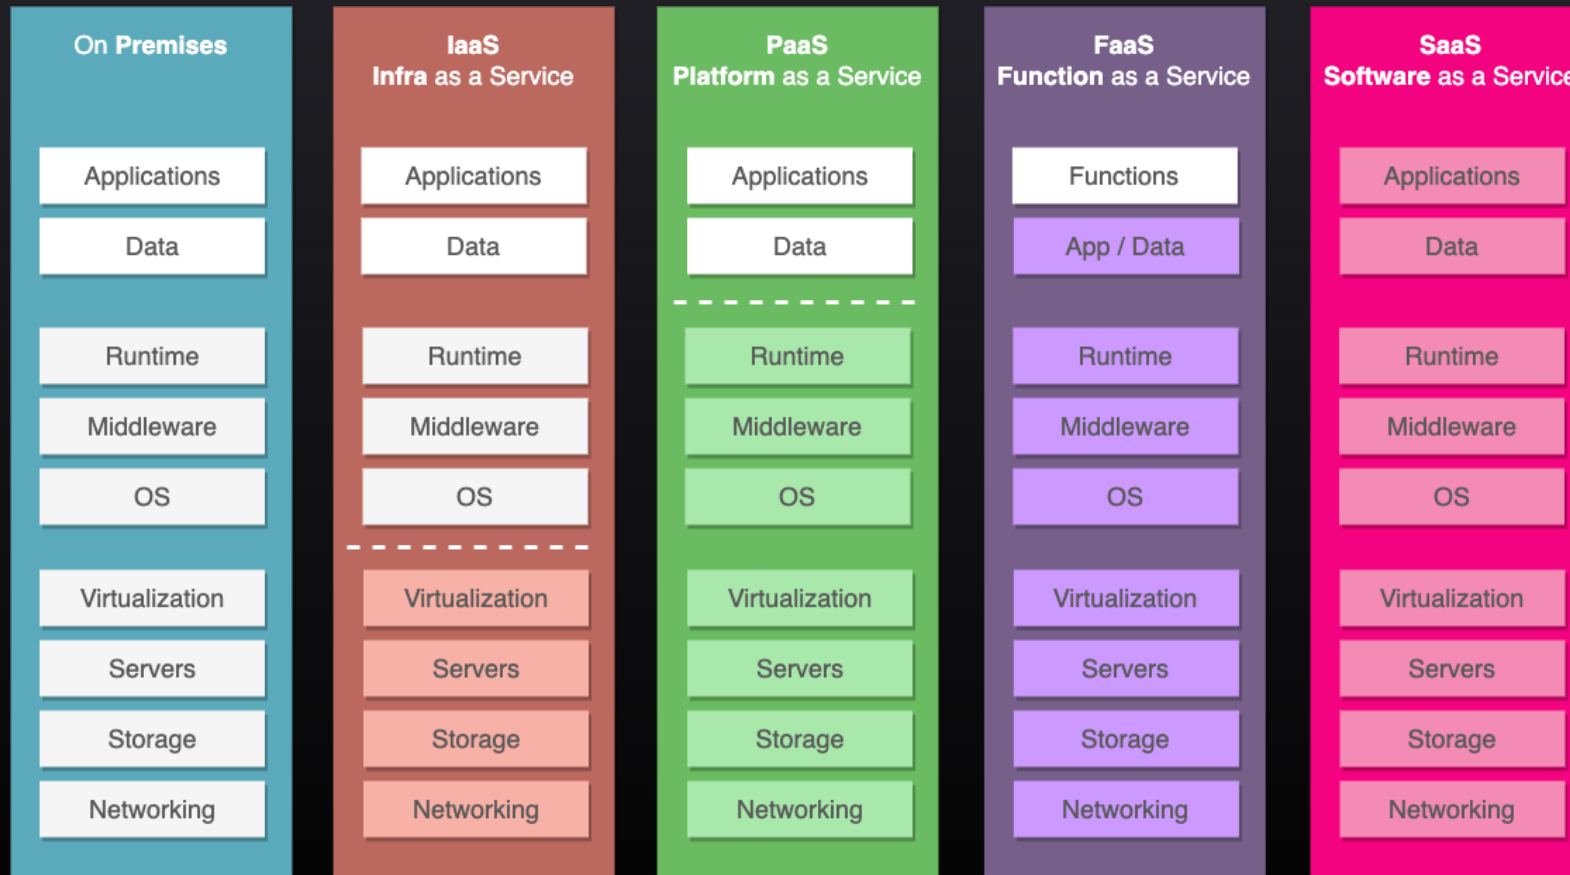 On Premises
Applications
Data
Runtime
Middleware
OS
Virtualization
Servers
Storage
Networking
IaaS
Infra as a Service
Applications
Data
Runtime
Middleware
OS
Virtualization
Servers
Storage
Networking
PaaS
Platform as a Service
Applications
Data
Runtime
Middleware
OS
Virtualization
Servers
Storage
Networking
FaaS
Function as a Service
Functions
App / Data
Runtime
Middleware
OS
Virtualization
Servers
Storage
Networking
SaaS
Software as a Service
Applications
Data
Runtime
Middleware
OS
Virtualization
Servers
Storage
Networking